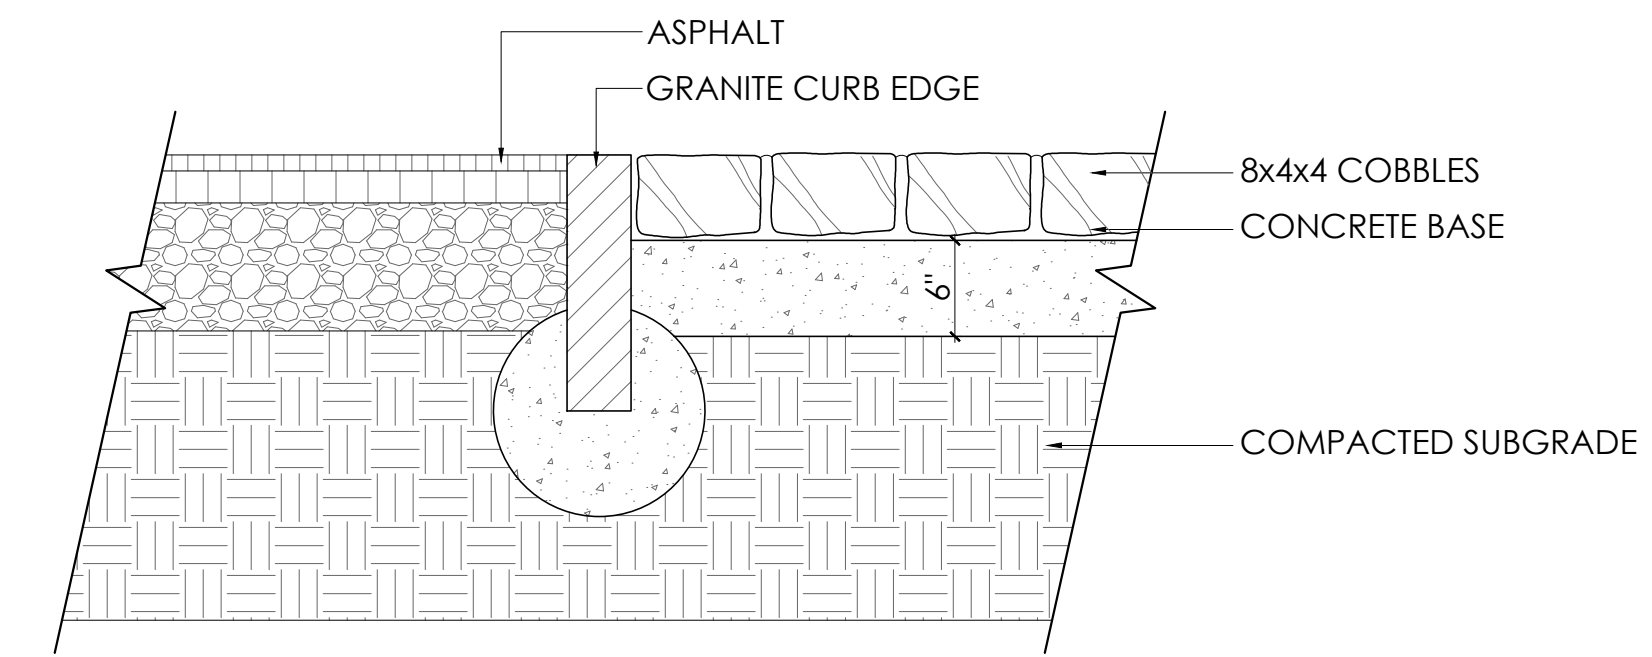 ASPHALT
GRANITE CURB EDGE
8x4x4 COBBLES
CONCRETE BASE
6"
COMPACTED SUBGRADE